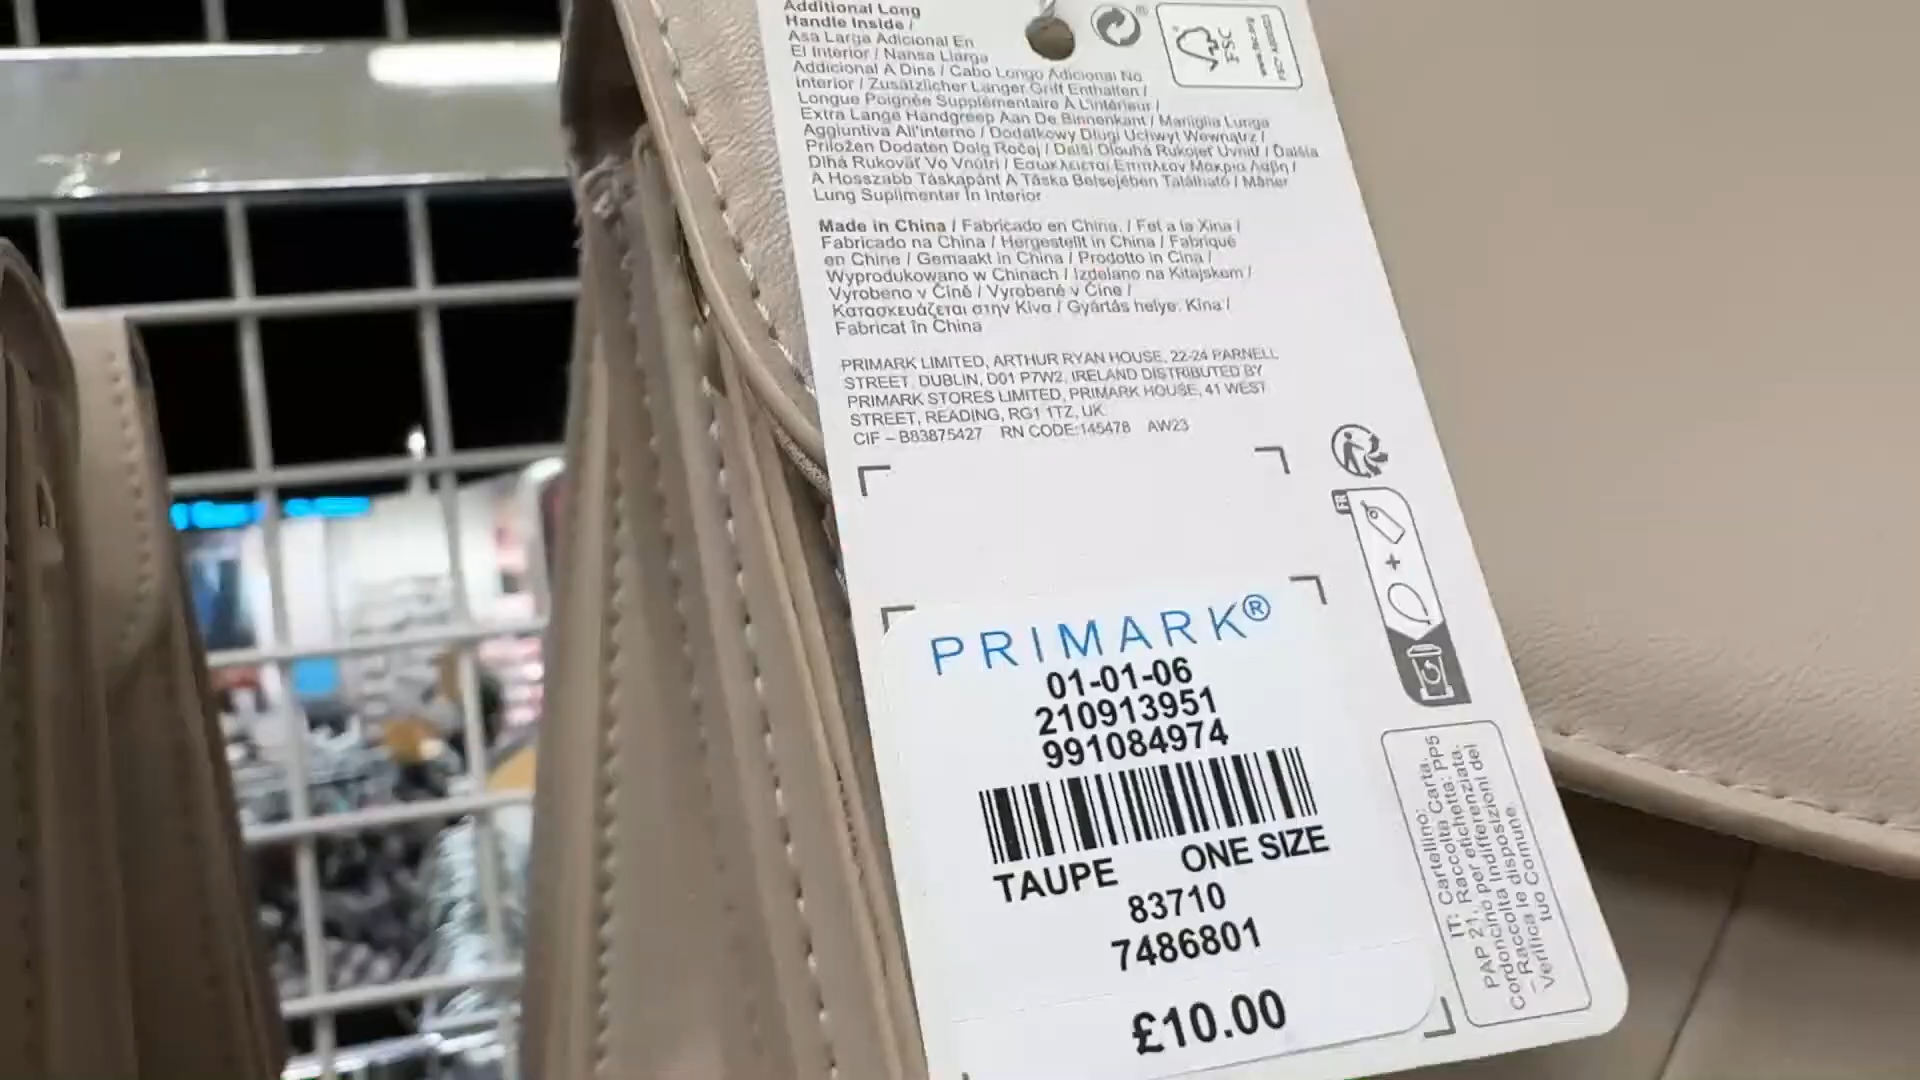 Additional Long
Handle Inside /
Asa Larga Adicional En
El Interior / Nansa Llarga
Addicional A Dins / Cabo Longo Adicional No
Interior / Zusätzlicher Langer Griff Enthalten /
Longue Poignée Supplémentaire À L'intérieur /
Extra Lange Handgreep Aan De Binnenkant / Maniglia Lunga
Aggiuntiva All'interno / Dodatkowy Długi Uchwyt Wewnątrz /
Priložen Dodaten Dolg Ročaj / Další Dlouhá Rukojeť Uvnitř / Ďalšia
Dlhá Rukoväť Vo Vnútri / Εσωκλείεται Επιπλέον Μακριά Λαβή /
A Hosszabb Táskapánt A Táska Belsejében Található / Mâner
Lung Suplimentar În Interior
Made in China / Fabricado en China. / Fet a la Xina /
Fabricado na China / Hergestellt in China / Fabriqué
en Chine / Gemaakt in China / Prodotto in Cina /
Wyprodukowano w Chinach / Izdelano na Kitajskem /
Vyrobeno v Číně / Vyrobené v Číne /
Κατασκευάζεται στην Κίνα / Gyártás helye: Kína /
Fabricat în China
PRIMARK LIMITED, ARTHUR RYAN HOUSE, 22-24 PARNELL
STREET, DUBLIN, D01 P7W2, IRELAND DISTRIBUTED BY
PRIMARK STORES LIMITED, PRIMARK HOUSE, 41 WEST
STREET, READING, RG1 1TZ, UK
CIF – B83875427 RN CODE:145478 AW23
FSC
www.fsc.org
FR
PRIMARK®
01-01-06
210913951
991084974
TAUPE ONE SIZE
83710
7486801
£10.00
IT: Cartellino:
PAP 21, Raccolta Carta.
Cordoncino per etichetta: PP5
Raccolta indifferenziata.
Verifica le disposizioni del
tuo Comune.